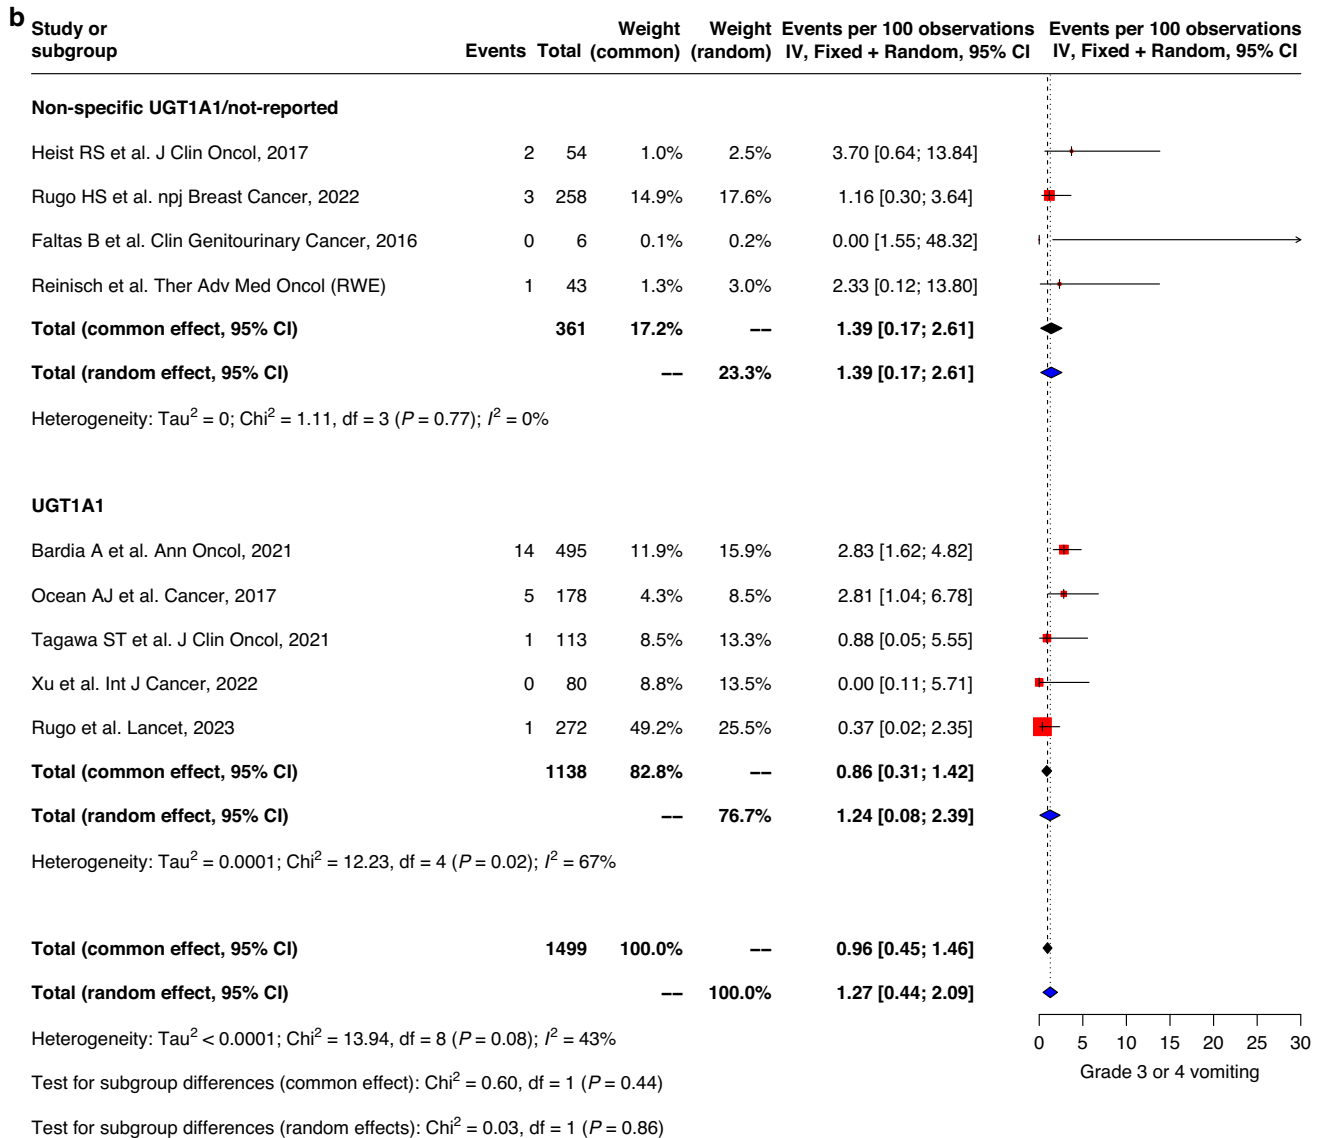 b
Study or subgroup Events Total Weight (common) Weight (random) Events per 100 observations IV, Fixed + Random, 95% CI Events per 100 observations IV, Fixed + Random, 95% CI
Non-specific UGT1A1/not-reported
Heist RS et al. J Clin Oncol, 2017 2 54 1.0% 2.5% 3.70 [0.64; 13.84]
Rugo HS et al. npj Breast Cancer, 2022 3 258 14.9% 17.6% 1.16 [0.30; 3.64]
Faltas B et al. Clin Genitourinary Cancer, 2016 0 6 0.1% 0.2% 0.00 [1.55; 48.32]
Reinisch et al. Ther Adv Med Oncol (RWE) 1 43 1.3% 3.0% 2.33 [0.12; 13.80]
Total (common effect, 95% CI) 361 17.2% −− 1.39 [0.17; 2.61]
Total (random effect, 95% CI) −− 23.3% 1.39 [0.17; 2.61]
Heterogeneity: Tau² = 0; Chi² = 1.11, df = 3 (P = 0.77); I² = 0%
UGT1A1
Bardia A et al. Ann Oncol, 2021 14 495 11.9% 15.9% 2.83 [1.62; 4.82]
Ocean AJ et al. Cancer, 2017 5 178 4.3% 8.5% 2.81 [1.04; 6.78]
Tagawa ST et al. J Clin Oncol, 2021 1 113 8.5% 13.3% 0.88 [0.05; 5.55]
Xu et al. Int J Cancer, 2022 0 80 8.8% 13.5% 0.00 [0.11; 5.71]
Rugo et al. Lancet, 2023 1 272 49.2% 25.5% 0.37 [0.02; 2.35]
Total (common effect, 95% CI) 1138 82.8% −− 0.86 [0.31; 1.42]
Total (random effect, 95% CI) −− 76.7% 1.24 [0.08; 2.39]
Heterogeneity: Tau² = 0.0001; Chi² = 12.23, df = 4 (P = 0.02); I² = 67%
Total (common effect, 95% CI) 1499 100.0% −− 0.96 [0.45; 1.46]
Total (random effect, 95% CI) −− 100.0% 1.27 [0.44; 2.09]
Heterogeneity: Tau² < 0.0001; Chi² = 13.94, df = 8 (P = 0.08); I² = 43%
Test for subgroup differences (common effect): Chi² = 0.60, df = 1 (P = 0.44)
Test for subgroup differences (random effects): Chi² = 0.03, df = 1 (P = 0.86)
0 5 10 15 20 25 30
Grade 3 or 4 vomiting